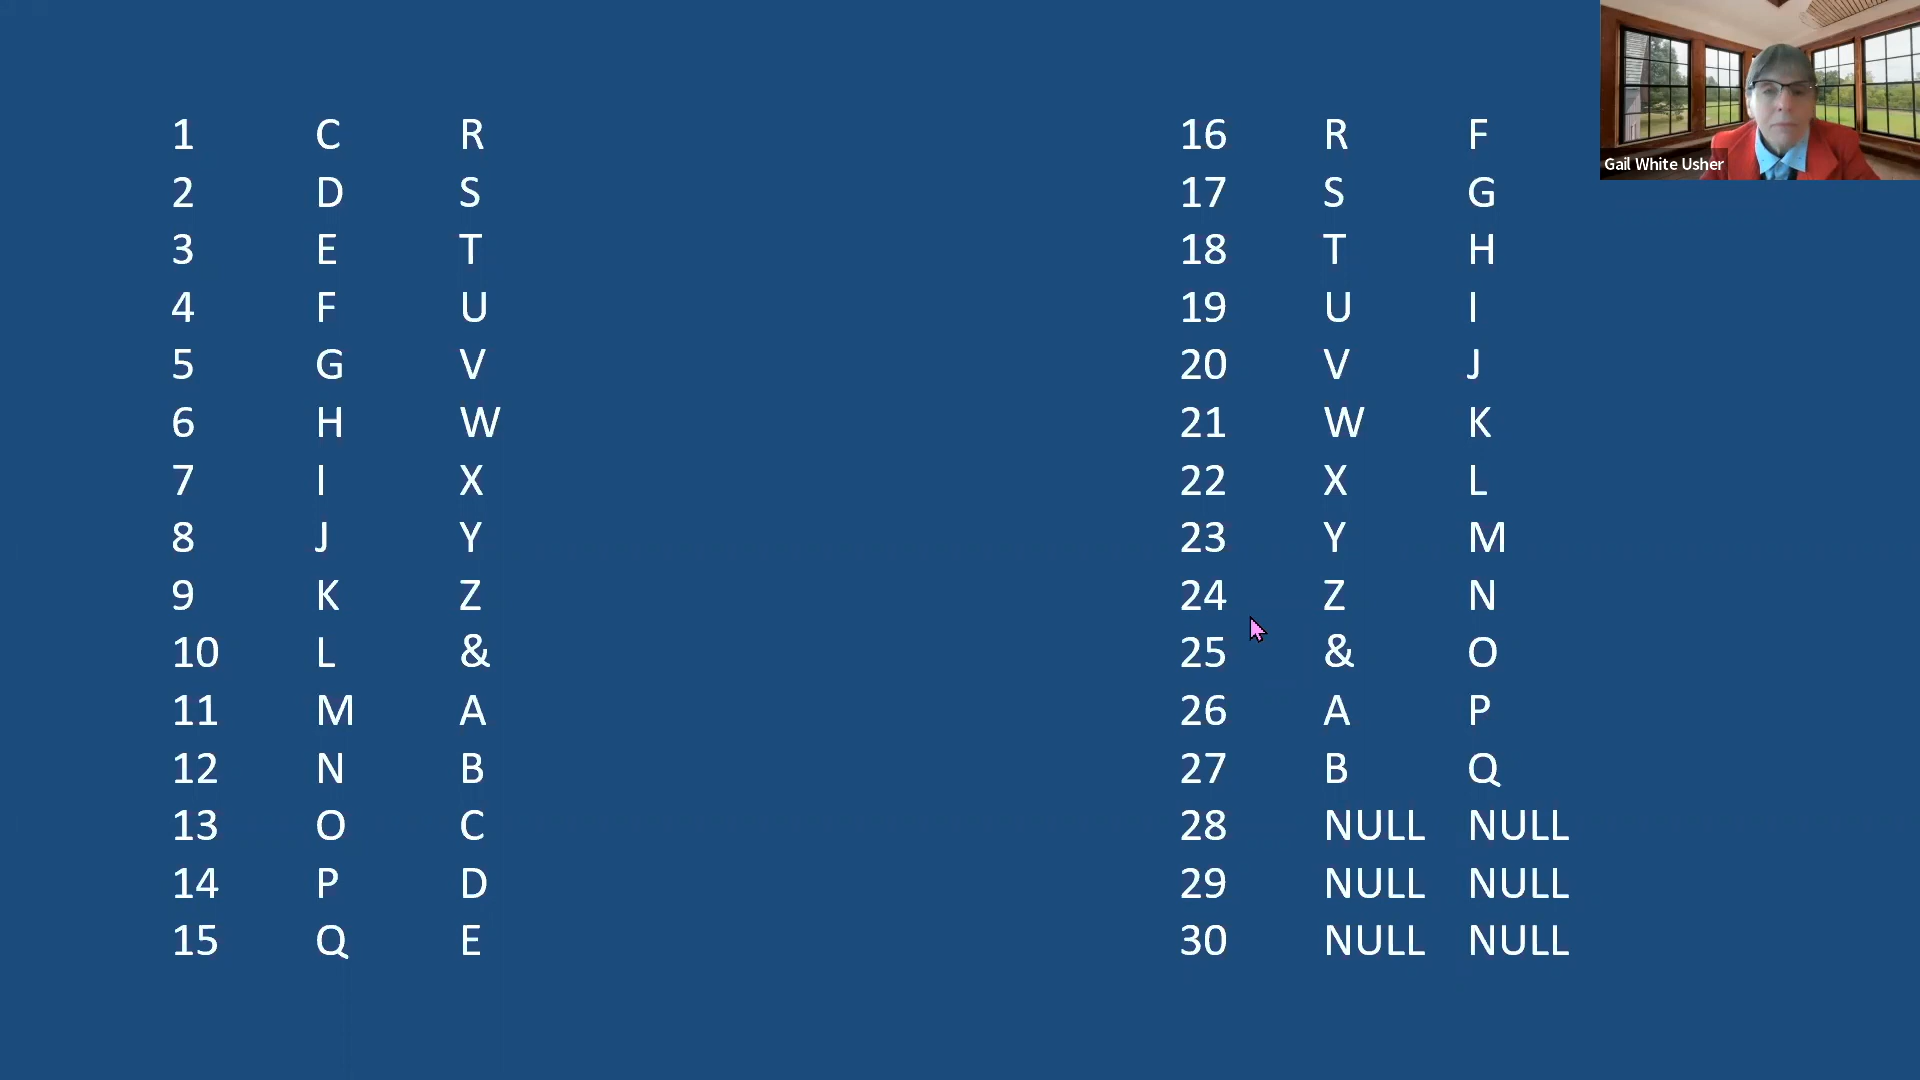 1 C R
2 D S
3 E T
4 F U
5 G V
6 H W
7 I X
8 J Y
9 K Z
10 L &
11 M A
12 N B
13 O C
14 P D
15 Q E
16 R F
17 S G
18 T H
19 U I
20 V J
21 W K
22 X L
23 Y M
24 Z N
25 & O
26 A P
27 B Q
28 NULL NULL
29 NULL NULL
30 NULL NULL
Gail White Usher